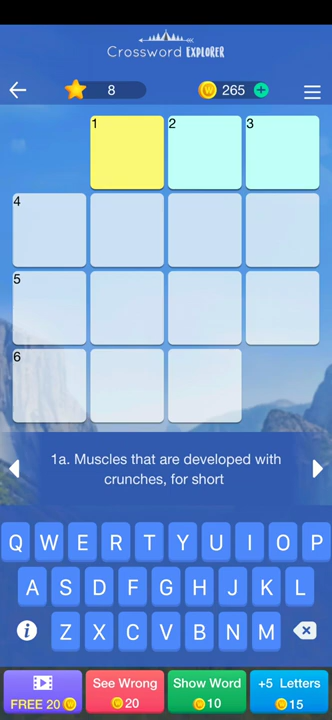 Crossword EXPLORER
8
265
1
2
3
4
5
6
1a. Muscles that are developed with
crunches, for short
Q W E R T Y U I O P
A S D F G H J K L
i Z X C V B N M
See Wrong
Show Word
+5 Letters
FREE 20
20
10
15